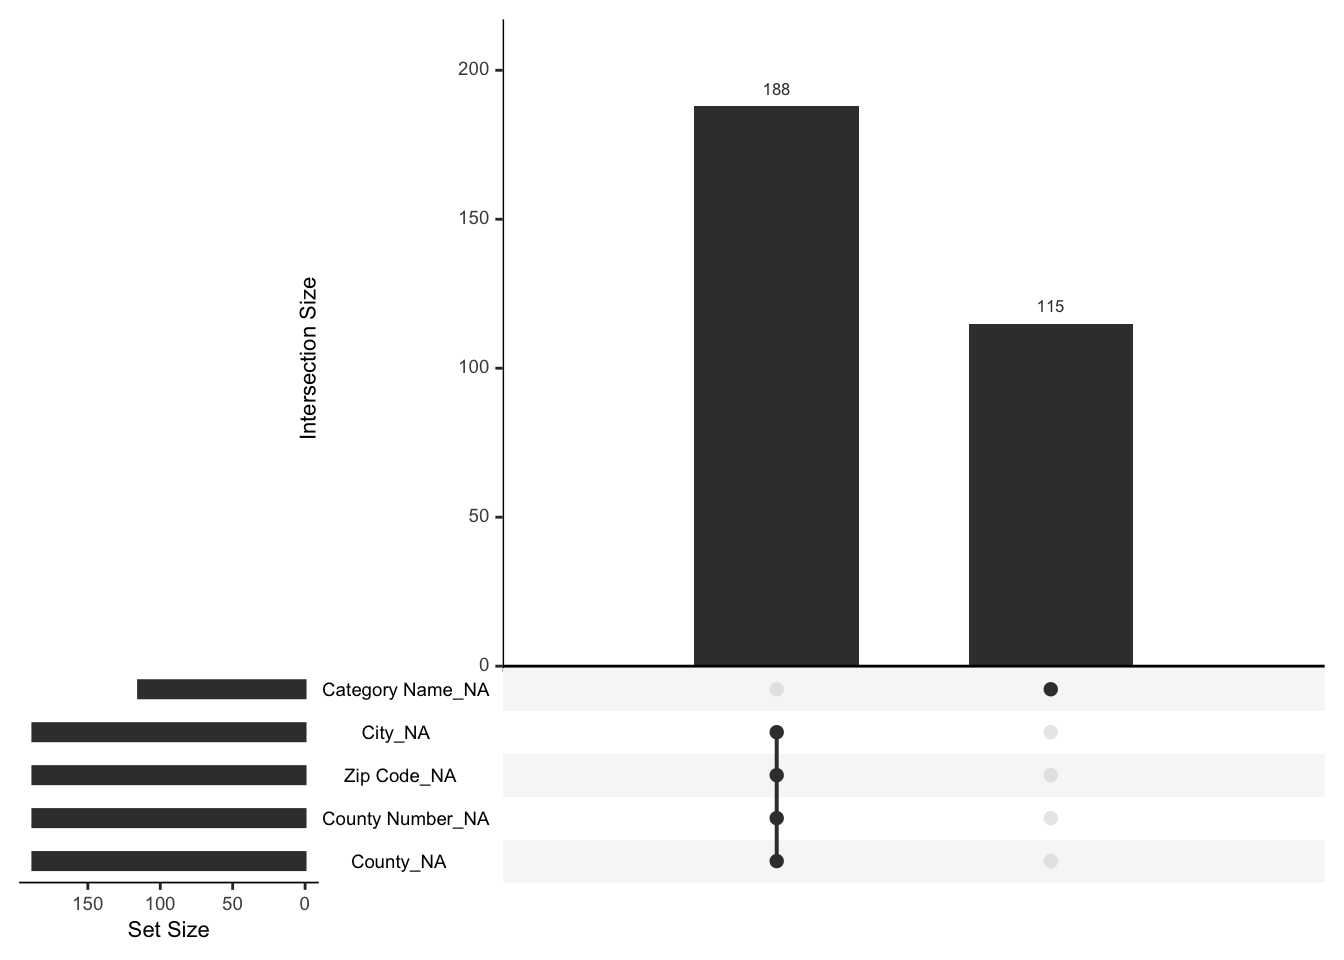 200
188
150
115
100
50
0
Intersection Size
Category Name_NA
City_NA
Zip Code_NA
County Number_NA
County_NA
150 100 50 0
Set Size